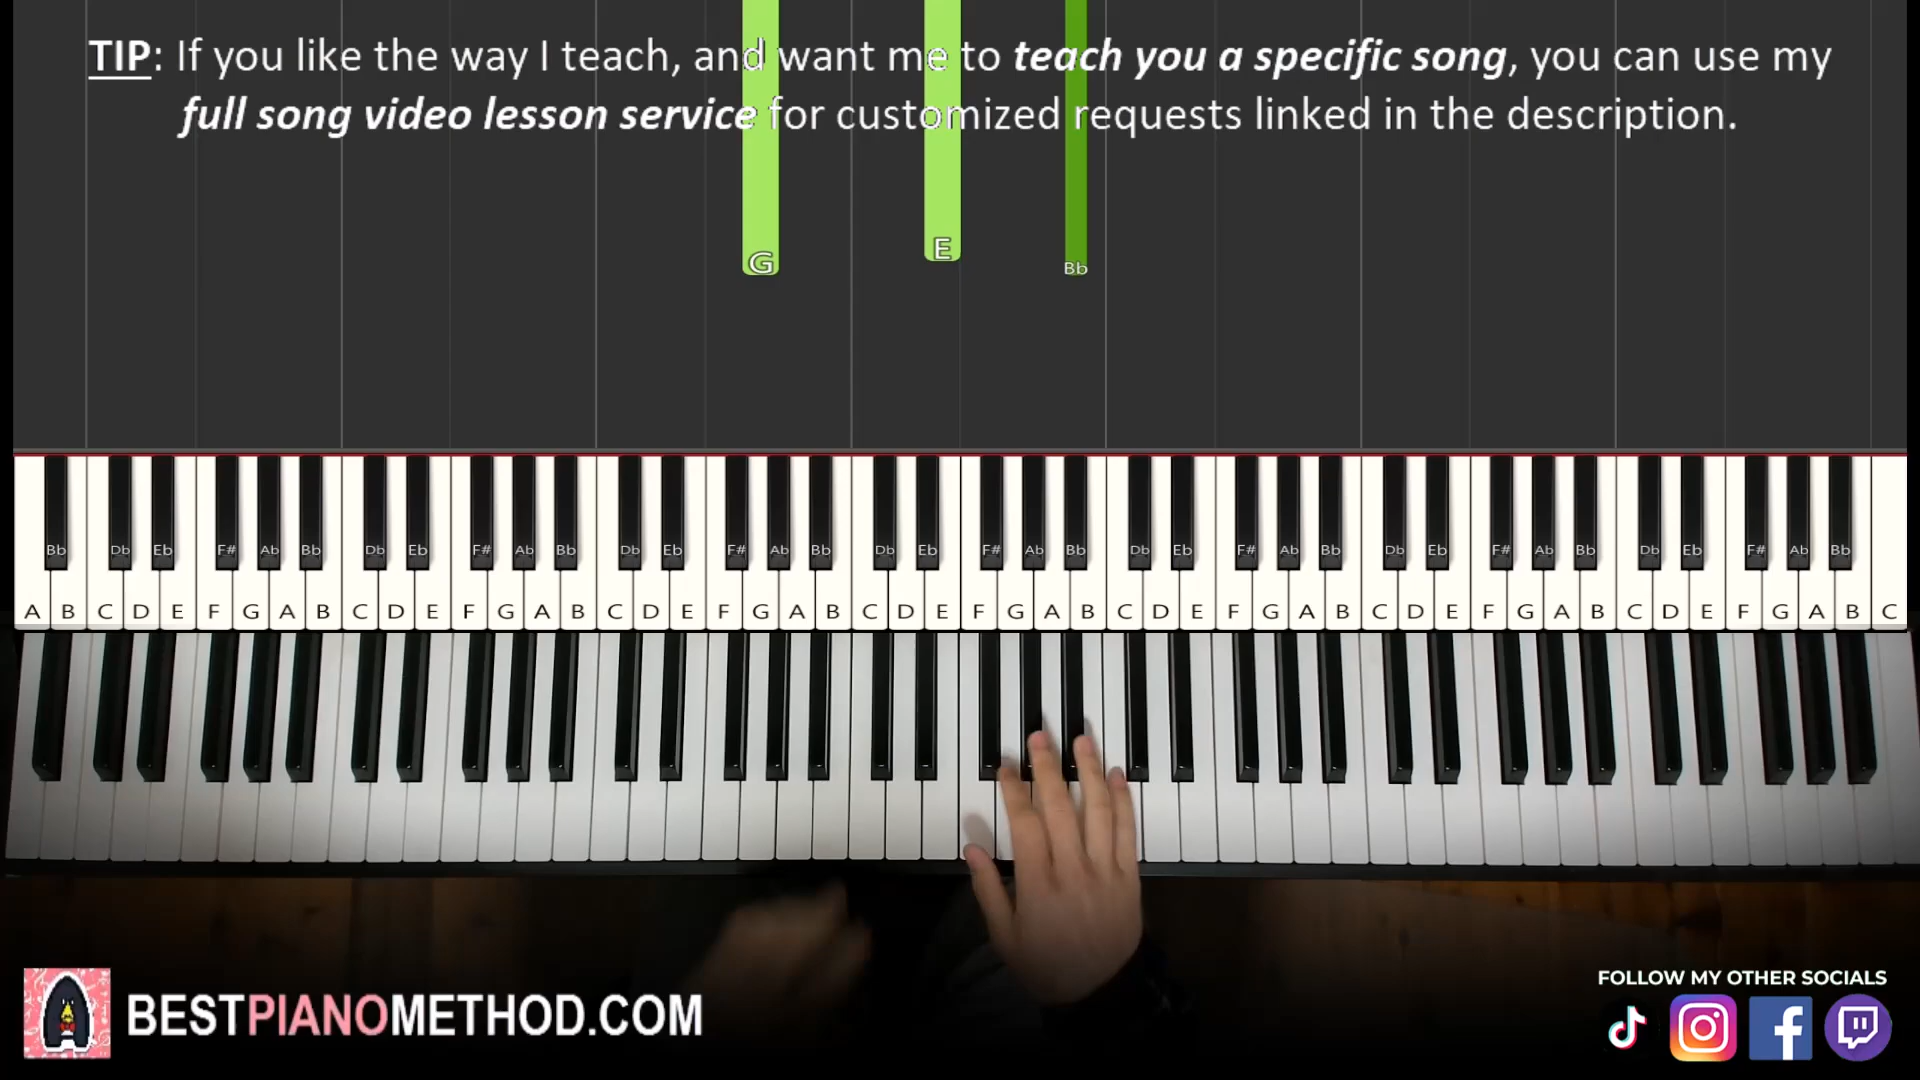 TIP: If you like the way I teach, and want me to teach you a specific song, you can use my
full song video lesson service for customized requests linked in the description.
G E Bb
Bb Db Eb F# Ab Bb Db Eb F# Ab Bb Db Eb F# Ab Bb Db Eb F# Ab Bb Db Eb F# Ab Bb Db Eb F# Ab Bb Db Eb F# Ab Bb
A B C D E F G A B C D E F G A B C D E F G A B C D E F G A B C D E F G A B C D E F G A B C D E F G A B C
FOLLOW MY OTHER SOCIALS
BESTPIANOMETHOD.COM